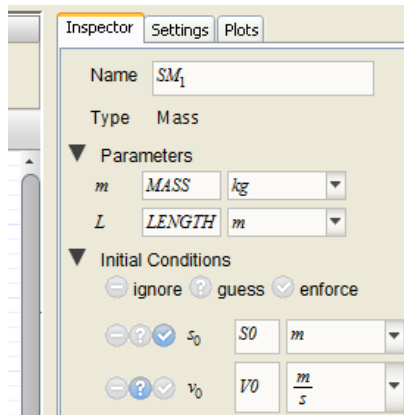 Inspector Settings Plots
Name SM₁
Type Mass
Parameters
m MASS kg
L LENGTH m
Initial Conditions
ignore ? guess enforce
? s₀ S0 m
? v₀ V0 m/s